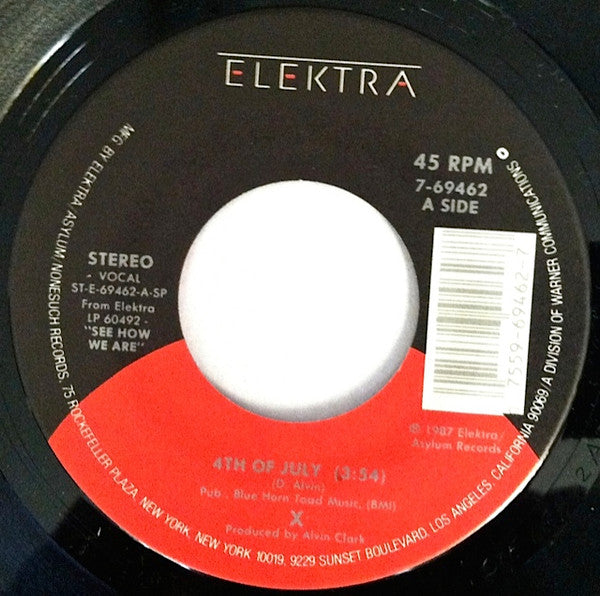 ELEKTRA
45 RPM
7-69462
A SIDE
STEREO
- VOCAL
ST-E-69462-A-SP
From Elektra
LP 60492
"SEE HOW
WE ARE"
7559-69462-7
℗ 1987 Elektra/
Asylum Records
4TH OF JULY (3:54)
(D. Alvin)
Pub., Blue Horn Toad Music, (BMI)
X
Produced by Alvin Clark
MFG. BY ELEKTRA/ASYLUM/NONESUCH RECORDS, 75 ROCKEFELLER PLAZA, NEW YORK, NEW YORK 10019, 9229 SUNSET BOULEVARD, LOS ANGELES, CALIFORNIA 90069/A DIVISION OF WARNER COMMUNICATIONS